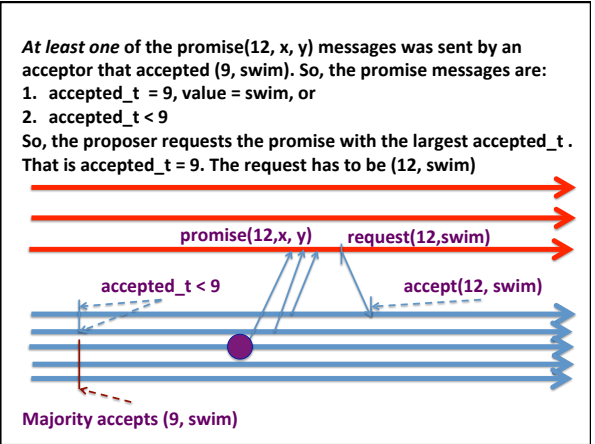 At least one of the promise(12, x, y) messages was sent by an
acceptor that accepted (9, swim). So, the promise messages are:
1. accepted_t = 9, value = swim, or
2. accepted_t < 9
So, the proposer requests the promise with the largest accepted_t .
That is accepted_t = 9. The request has to be (12, swim)
promise(12,x, y) request(12,swim)
accepted_t < 9 accept(12, swim)
Majority accepts (9, swim)